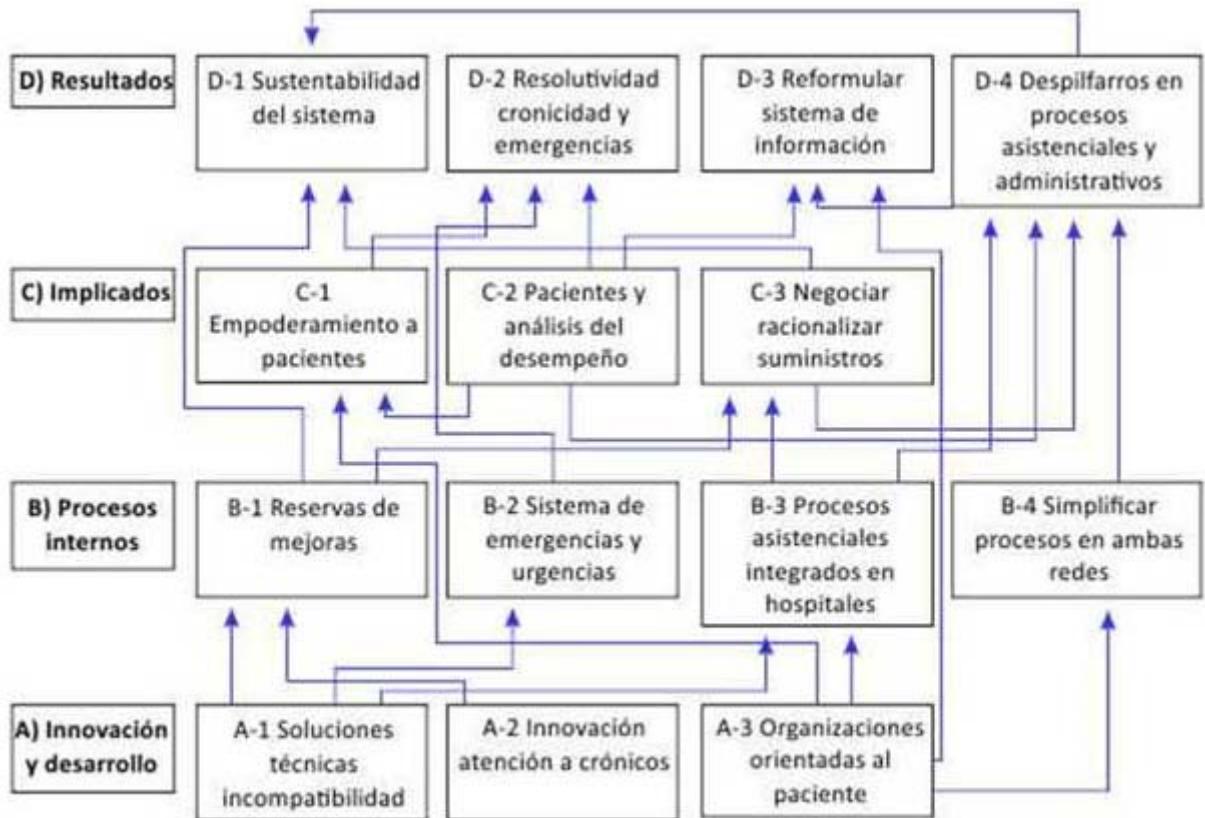 D) Resultados
D-1 Sustentabilidad
del sistema
D-2 Resolutividad
cronicidad y
emergencias
D-3 Reformular
sistema de
información
D-4 Despilfarros en
procesos
asistenciales y
administrativos
C) Implicados
C-1
Empoderamiento a
pacientes
C-2 Pacientes y
análisis del
desempeño
C-3 Negociar
racionalizar
suministros
B) Procesos
internos
B-1 Reservas de
mejoras
B-2 Sistema de
emergencias y
urgencias
B-3 Procesos
asistenciales
integrados en
hospitales
B-4 Simplificar
procesos en ambas
redes
A) Innovación
y desarrollo
A-1 Soluciones
técnicas
incompatibilidad
A-2 Innovación
atención a crónicos
A-3 Organizaciones
orientadas al
paciente